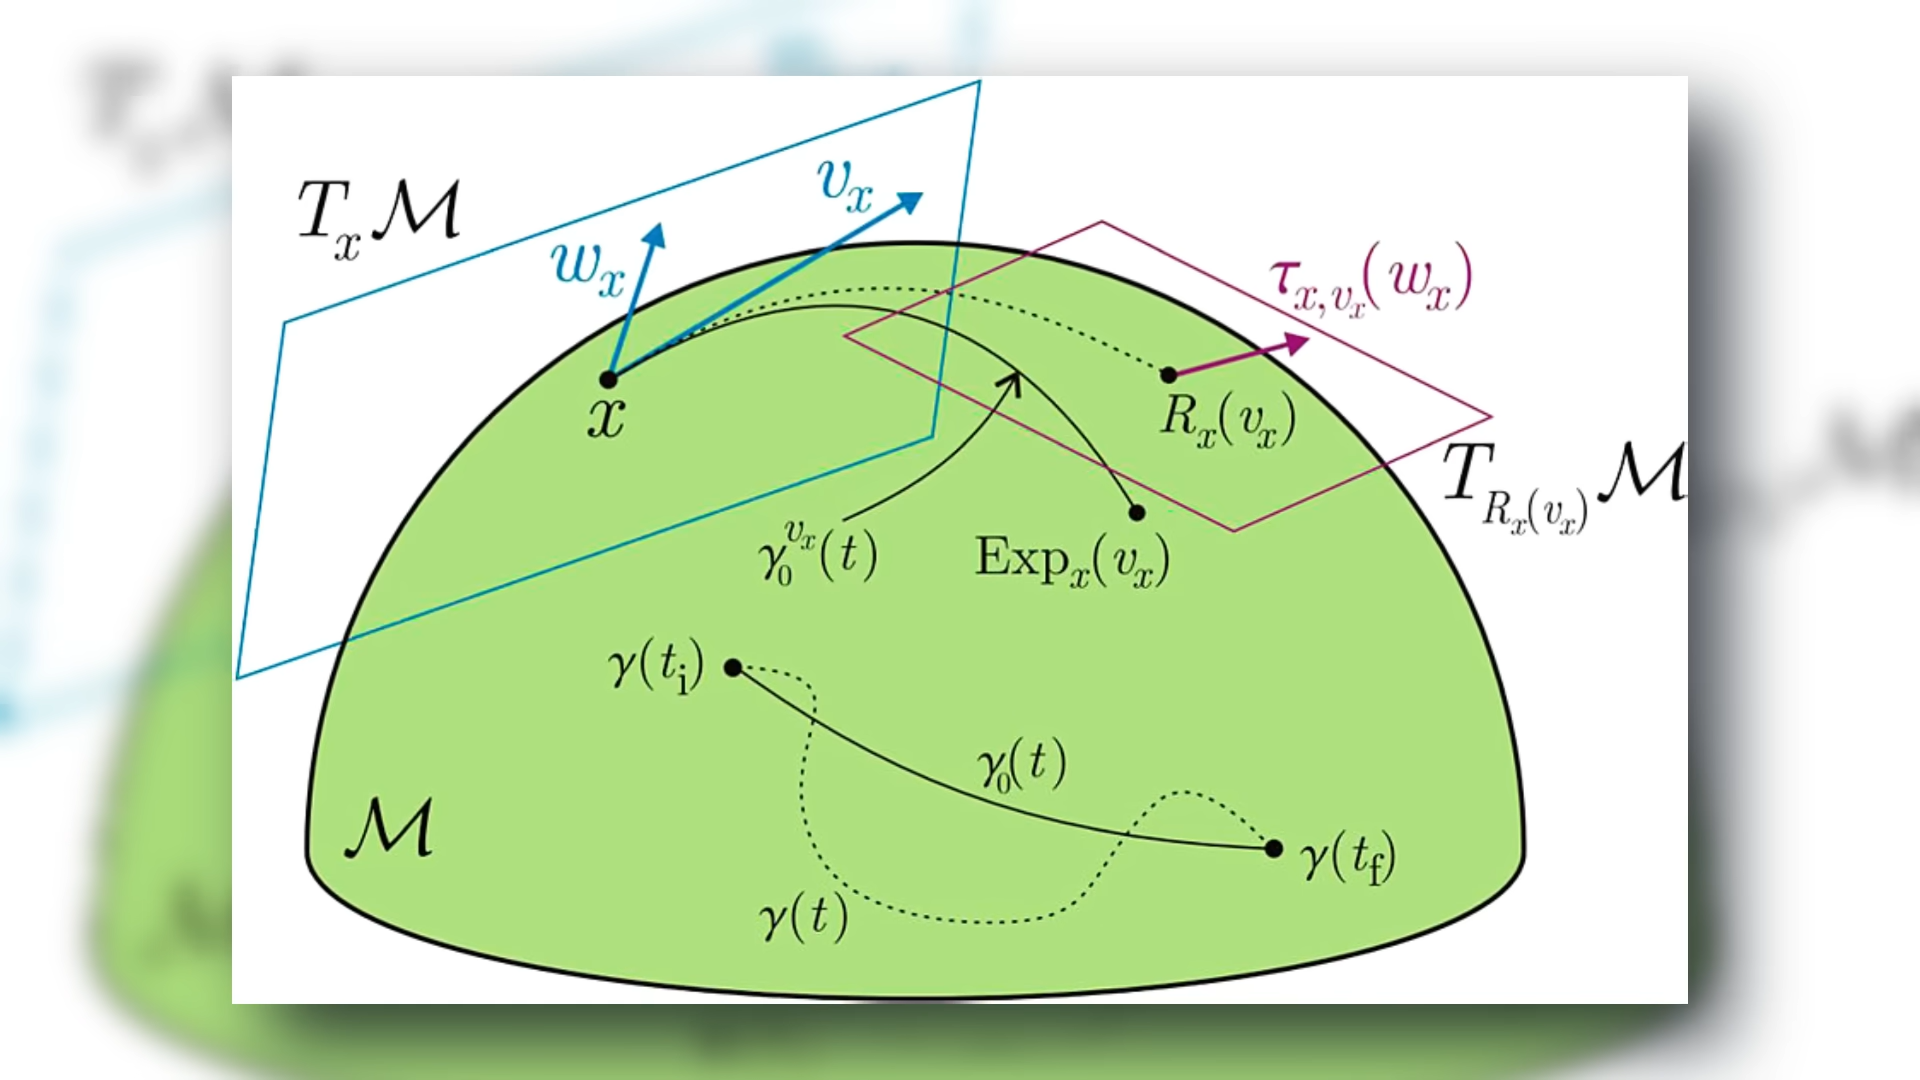 T_x ℳ
v_x
w_x
τ_{x,v_x}(w_x)
x
R_x(v_x)
T_{R_x(v_x)} ℳ
γ_0^{v_x}(t)
Exp_x(v_x)
γ(t_i)
γ_0(t)
ℳ
γ(t_f)
γ(t)